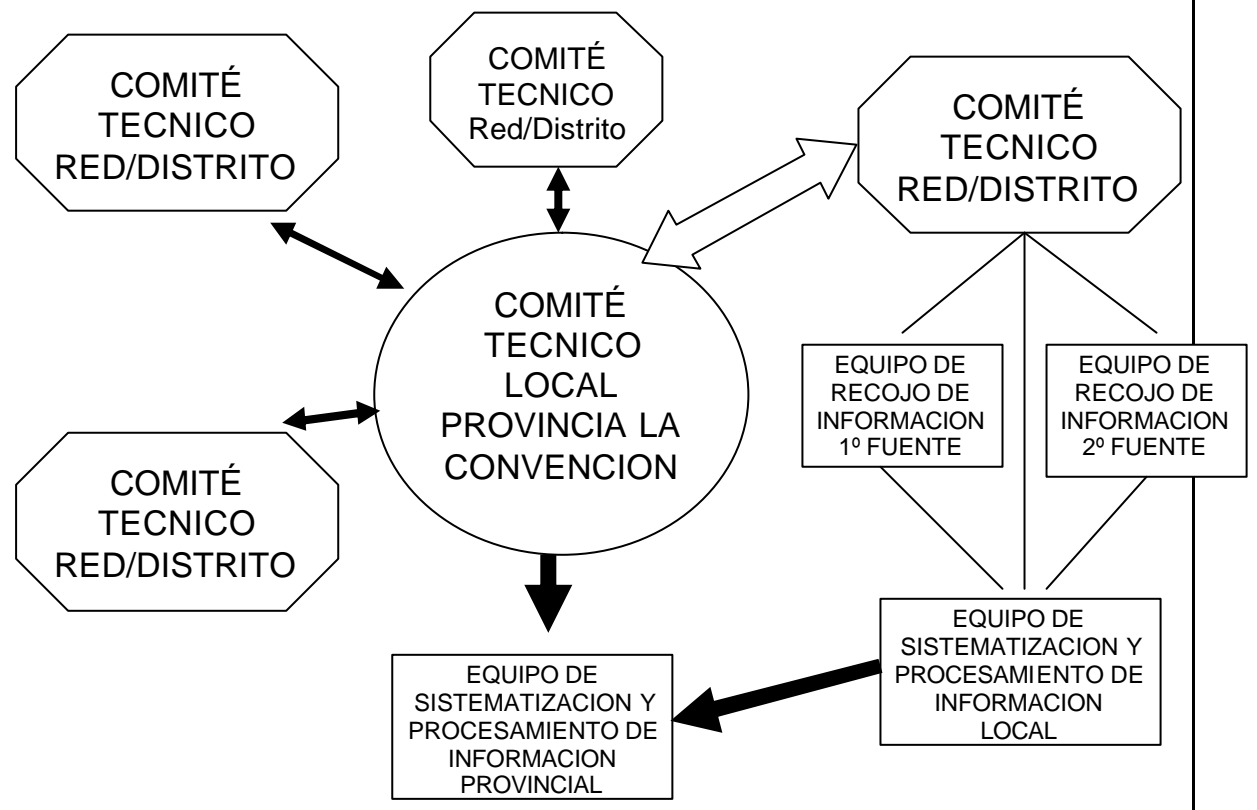 COMITÉ
TECNICO
RED/DISTRITO
COMITÉ
TECNICO
Red/Distrito
COMITÉ
TECNICO
RED/DISTRITO
COMITÉ
TECNICO
LOCAL
PROVINCIA LA
CONVENCION
EQUIPO DE
RECOJO DE
INFORMACION
1º FUENTE
EQUIPO DE
RECOJO DE
INFORMACION
2º FUENTE
COMITÉ
TECNICO
RED/DISTRITO
EQUIPO DE
SISTEMATIZACION Y
PROCESAMIENTO DE
INFORMACION
LOCAL
EQUIPO DE
SISTEMATIZACION Y
PROCESAMIENTO DE
INFORMACION
PROVINCIAL